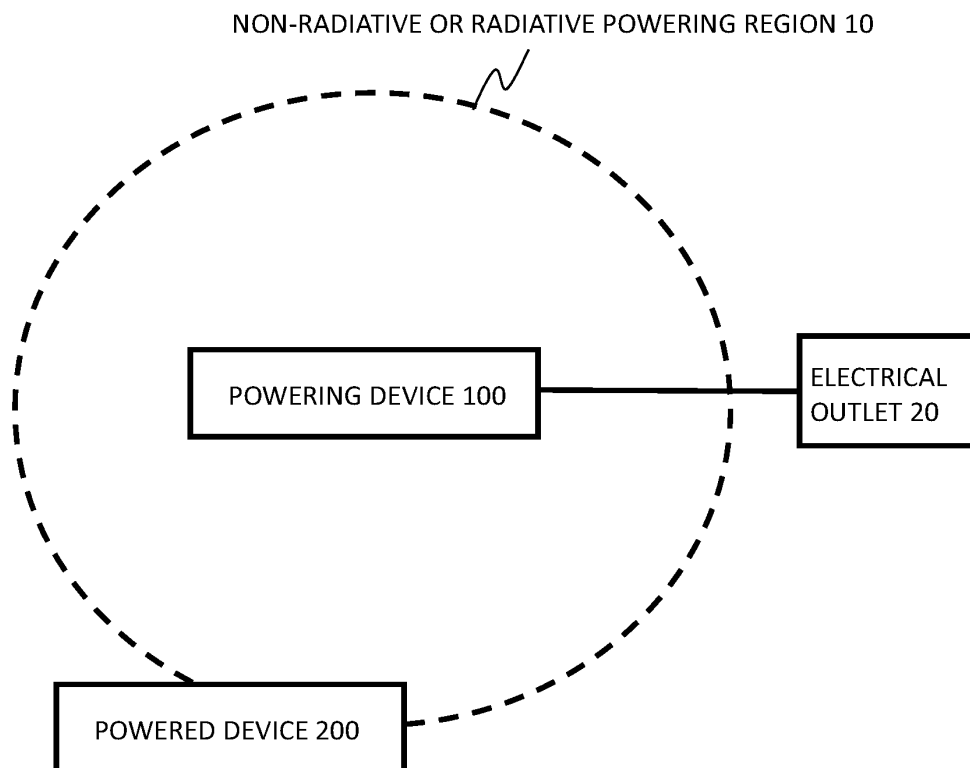 NON-RADIATIVE OR RADIATIVE POWERING REGION 10
POWERING DEVICE 100
ELECTRICAL
OUTLET 20
POWERED DEVICE 200